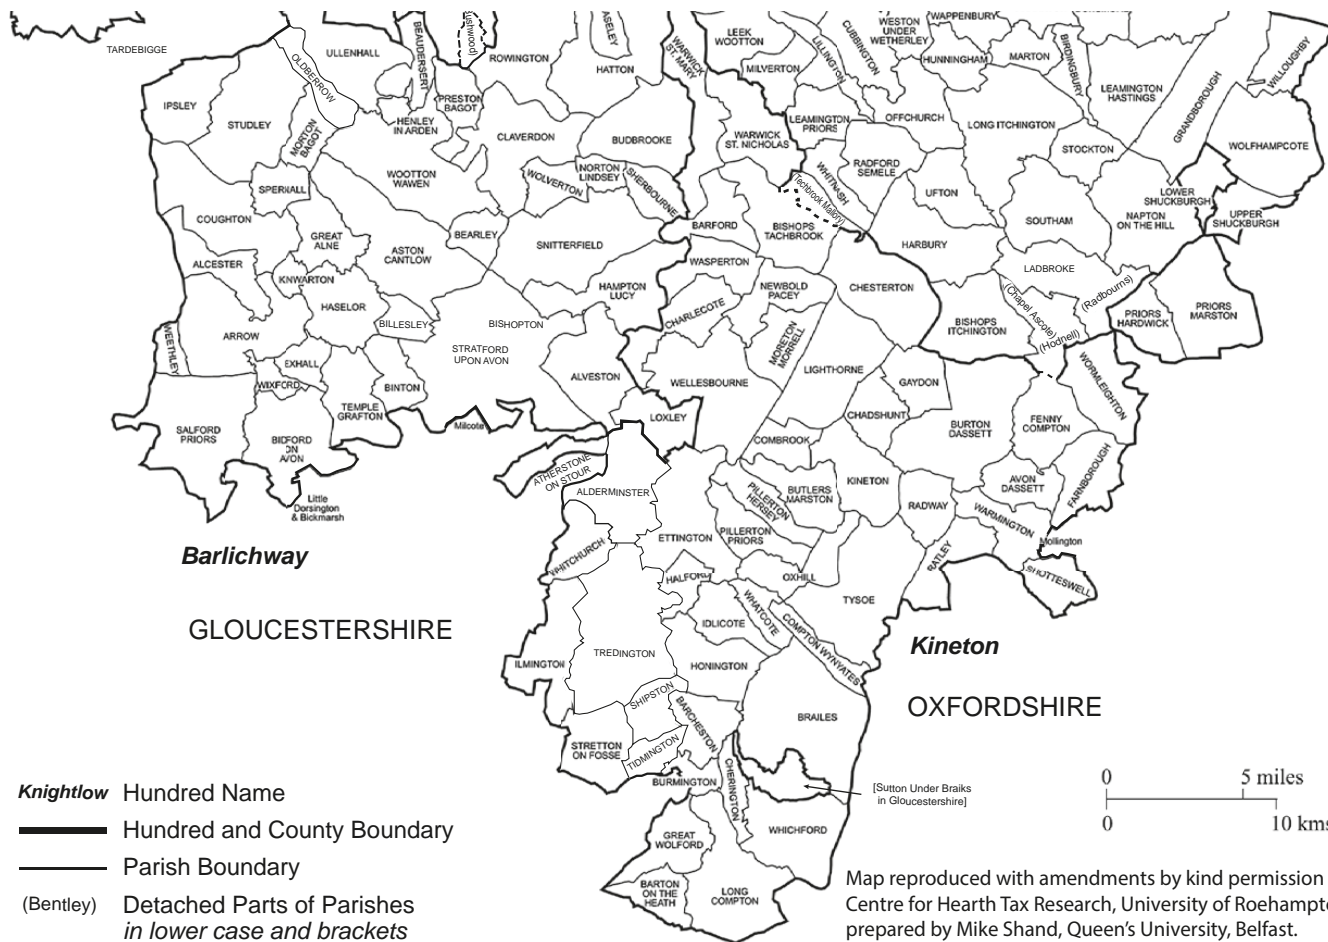 TARDEBIGGE
OLDBERROW
ULLENHALL
BEAUDESERT
(Bushwood)
ROWINGTON
HATTON
WARWICK
ST. MARY
LEEK
WOOTTON
MILVERTON
LILLINGTON
CUBBINGTON
WESTON
UNDER
WETHERLEY
WAPPENBURY
HUNNINGHAM
MARTON
BIRDINGBURY
LEAMINGTON
HASTINGS
GRANDBOROUGH
WILLOUGHBY
IPSLEY
STUDLEY
MORTON
BAGOT
HENLEY
IN ARDEN
PRESTON
BAGOT
CLAVERDON
BUDBROOKE
WARWICK
ST. NICHOLAS
LEAMINGTON
PRIORS
OFFCHURCH
LONG ITCHINGTON
STOCKTON
WOLFHAMPCOTE
SPERNALL
WOOTTON
WAWEN
WOLVERTON
NORTON
LINDSEY
SHERBOURNE
WHITNASH
(Techbrook Mallory)
RADFORD
SEMELE
UFTON
LOWER
SHUCKBURGH
UPPER
SHUCKBURGH
COUGHTON
GREAT
ALNE
ASTON
CANTLOW
BEARLEY
SNITTERFIELD
BARFORD
BISHOPS
TACHBROOK
HARBURY
SOUTHAM
NAPTON
ON THE HILL
ALCESTER
KNWARTON
HASELOR
HAMPTON
LUCY
WASPERTON
NEWBOLD
PACEY
CHESTERTON
LADBROKE
(Radbourns)
(Chapel Ascote)
(Hodnell)
PRIORS
HARDWICK
PRIORS
MARSTON
WEETHLEY
ARROW
BILLESLEY
BISHOPTON
STRATFORD
UPON AVON
CHARLECOTE
MORETON
MORRELL
BISHOPS
ITCHINGTON
EXHALL
WIXFORD
BINTON
ALVESTON
WELLESBOURNE
LIGHTHORNE
GAYDON
WORMLEIGHTON
SALFORD
PRIORS
BIDFORD
ON
AVON
TEMPLE
GRAFTON
Milcote
LOXLEY
CHADSHUNT
BURTON
DASSETT
FENNY
COMPTON
COMBROOK
ATHERSTONE
ON STOUR
ALDERMINSTER
PILLERTON
HERSEY
BUTLERS
MARSTON
KINETON
RADWAY
AVON
DASSETT
FARNBOROUGH
Little
Dorsington
& Bickmarsh
WARMINGTON
Mollington
Barlichway
WHITCHURCH
ETTINGTON
PILLERTON
PRIORS
RATLEY
SHOTTESWELL
HALFORD
OXHILL
TYSOE
GLOUCESTERSHIRE
IDLICOTE
WHATCOTE
COMPTON WYNYATES
Kineton
ILMINGTON
TREDINGTON
HONINGTON
OXFORDSHIRE
SHIPSTON
BARCHESTON
BRAILES
STRETTON
ON FOSSE
TIDMINGTON
BURMINGTON
CHERINGTON
[Sutton Under Braiks
in Gloucestershire]
WHICHFORD
GREAT
WOLFORD
BARTON
ON THE
HEATH
LONG
COMPTON
0 5 miles
0 10 kms
Knightlow Hundred Name
Hundred and County Boundary
Parish Boundary
(Bentley) Detached Parts of Parishes
in lower case and brackets
Map reproduced with amendments by kind permission
Centre for Hearth Tax Research, University of Roehampto
prepared by Mike Shand, Queen's University, Belfast.